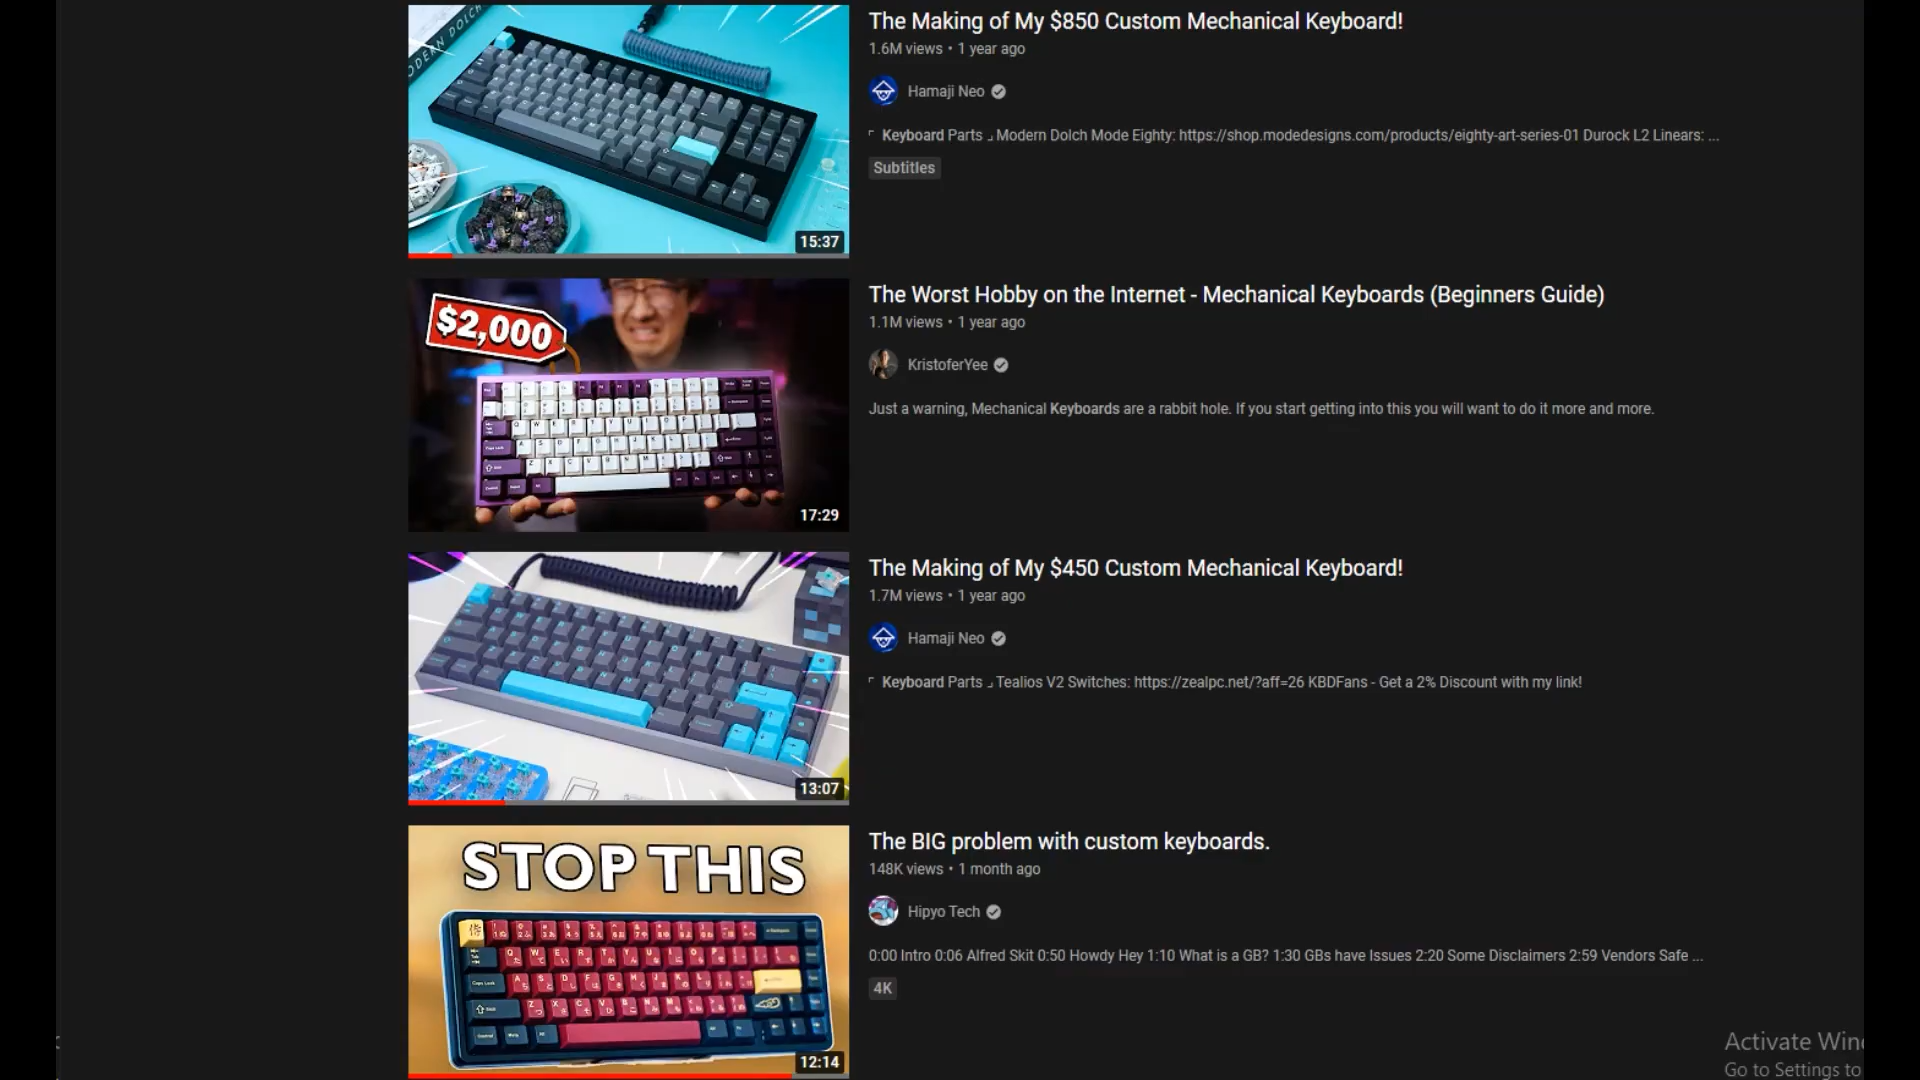 ODERN DOLCH
The Making of My $850 Custom Mechanical Keyboard!
1.6M views • 1 year ago
Hamaji Neo
⌜ Keyboard Parts ⌟ Modern Dolch Mode Eighty: https://shop.modedesigns.com/products/eighty-art-series-01 Durock L2 Linears: ...
Subtitles
15:37
$2,000
The Worst Hobby on the Internet - Mechanical Keyboards (Beginners Guide)
1.1M views • 1 year ago
KristoferYee
Just a warning, Mechanical Keyboards are a rabbit hole. If you start getting into this you will want to do it more and more.
17:29
The Making of My $450 Custom Mechanical Keyboard!
1.7M views • 1 year ago
Hamaji Neo
⌜ Keyboard Parts ⌟ Tealios V2 Switches: https://zealpc.net/?aff=26 KBDFans - Get a 2% Discount with my link!
13:07
STOP THIS
The BIG problem with custom keyboards.
148K views • 1 month ago
Hipyo Tech
0:00 Intro 0:06 Alfred Skit 0:50 Howdy Hey 1:10 What is a GB? 1:30 GBs have Issues 2:20 Some Disclaimers 2:59 Vendors Safe ...
4K
12:14
Activate Win
Go to Settings to